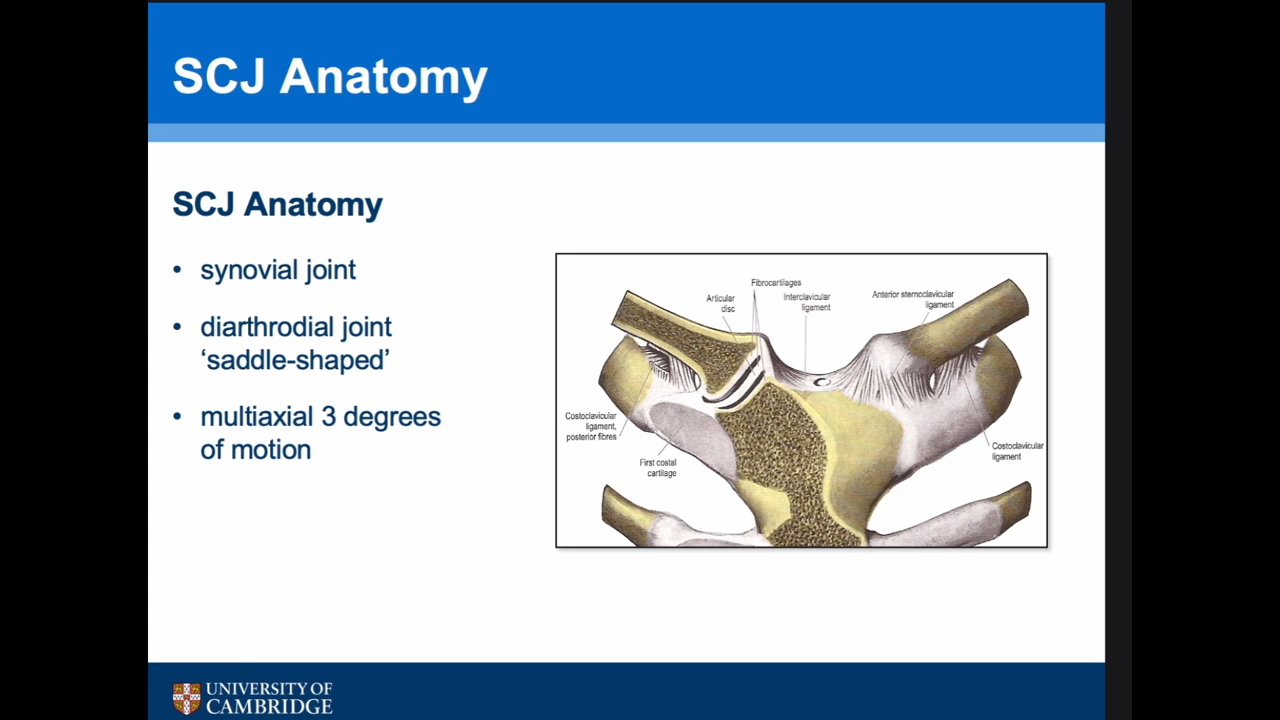 SCJ Anatomy
SCJ Anatomy
• synovial joint
• diarthrodial joint
‘saddle-shaped’
• multiaxial 3 degrees
of motion
Fibrocartilages
Articular
disc
Interclavicular
ligament
Anterior sternoclavicular
ligament
Costoclavicular
ligament,
posterior fibres
First costal
cartilage
Costoclavicular
ligament
UNIVERSITY OF
CAMBRIDGE